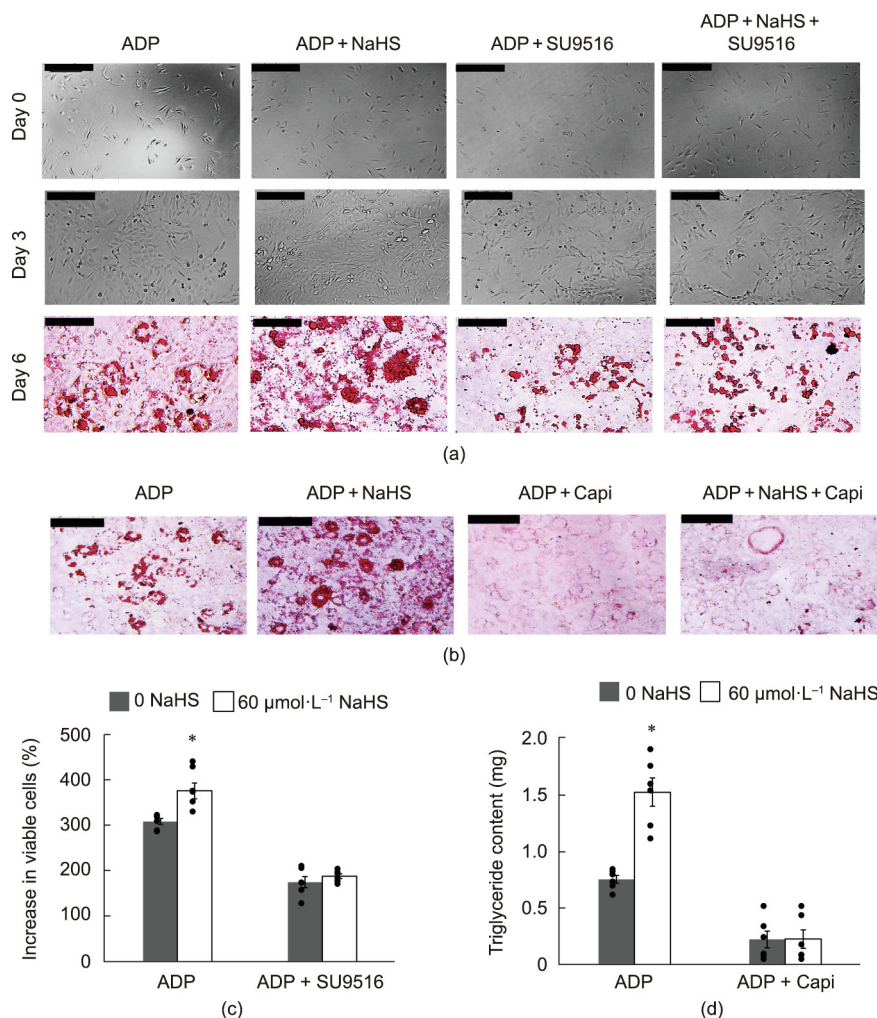 ADP
ADP + NaHS
ADP + SU9516
ADP + NaHS +
SU9516
Day 0
Day 3
Day 6
(a)
ADP
ADP + NaHS
ADP + Capi
ADP + NaHS + Capi
(b)
0 NaHS
60 µmol·L⁻¹ NaHS
Increase in viable cells (%)
500
400
300
200
100
0
*
ADP
ADP + SU9516
(c)
0 NaHS
60 µmol·L⁻¹ NaHS
Triglyceride content (mg)
2.0
1.5
1.0
0.5
0
*
ADP
ADP + Capi
(d)